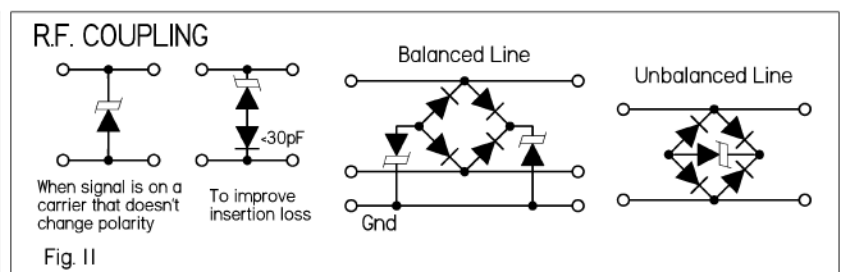 R.F. COUPLING
Balanced Line
Unbalanced Line
<30pF
When signal is on a
carrier that doesn't
change polarity
To improve
insertion loss
Gnd
Fig. II